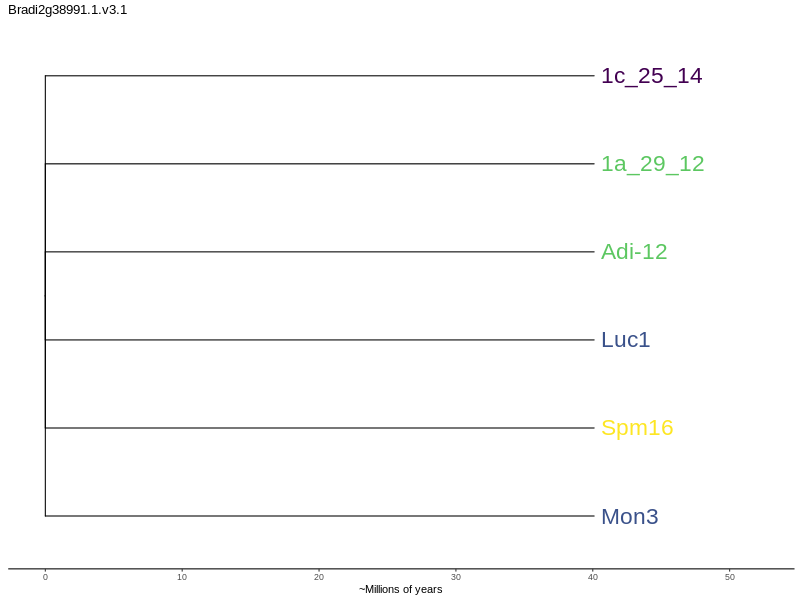 Bradi2g38991.1.v3.1
1c_25_14
1a_29_12
Adi-12
Luc1
Spm16
Mon3
0 10 20 30 40 50
~Millions of years